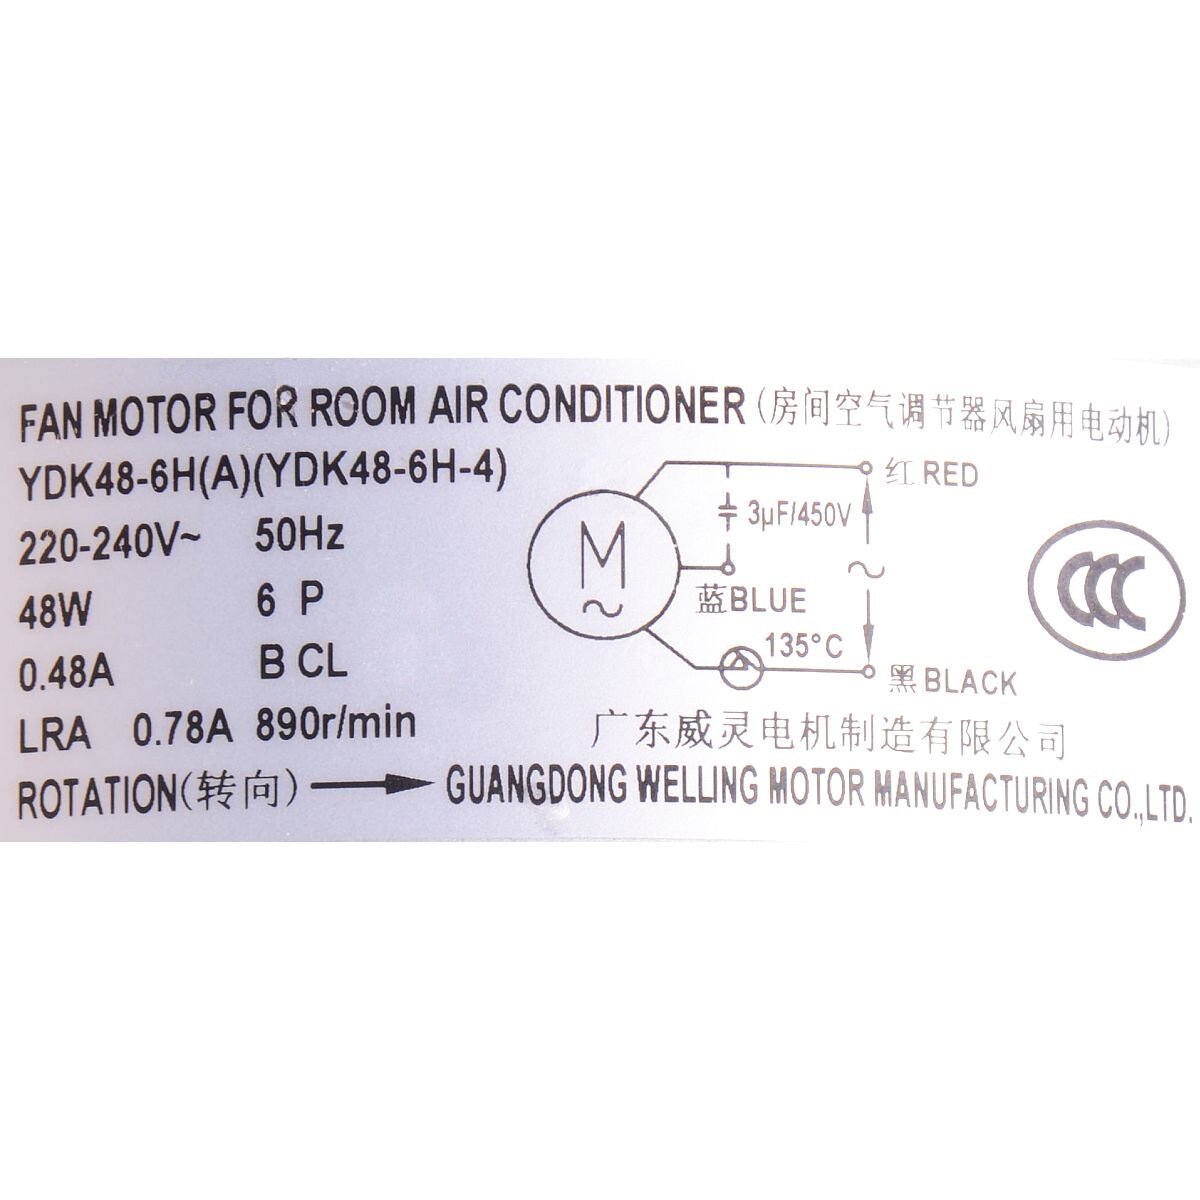 FAN MOTOR FOR ROOM AIR CONDITIONER (房间空气调节器风扇用电动机)
YDK48-6H(A)(YDK48-6H-4)
220-240V~ 50Hz
48W 6 P
0.48A B CL
LRA 0.78A 890r/min
ROTATION(转向)
红 RED
3μF/450V
M
~
~
蓝BLUE
135°C
黑 BLACK
CCC
广东威灵电机制造有限公司
GUANGDONG WELLING MOTOR MANUFACTURING CO.,LTD.